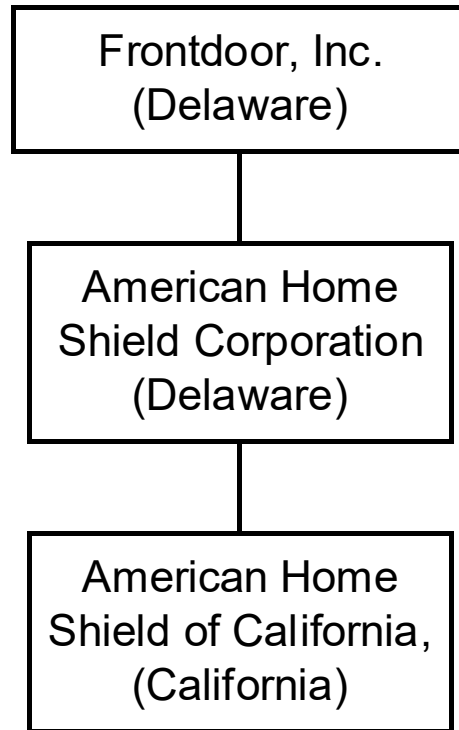 Frontdoor, Inc.
(Delaware)
American Home
Shield Corporation
(Delaware)
American Home
Shield of California,
(California)